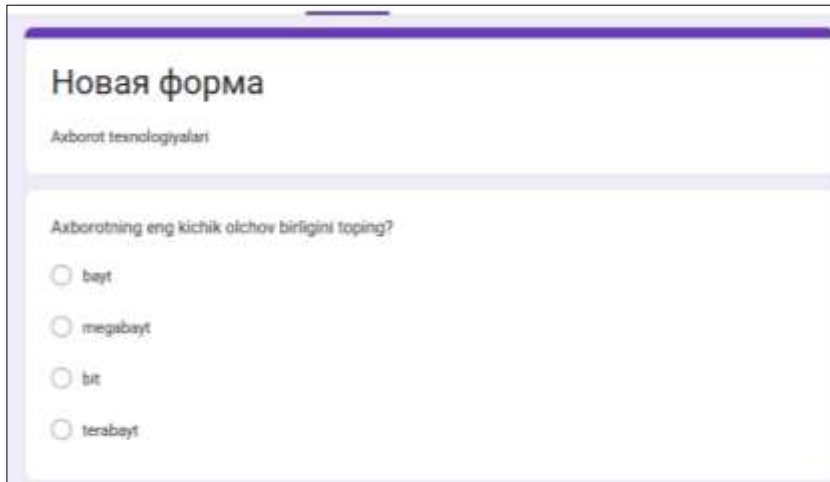 Новая форма
Axborot texnologiyalari
Axborotning eng kichik olchov birligini toping?
bayt
megabayt
bit
terabayt